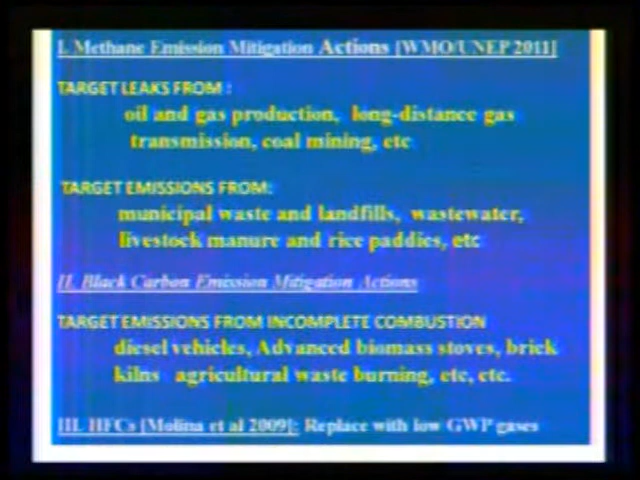 I. Methane Emission Mitigation Actions [WMO/UNEP 2011]
TARGET LEAKS FROM :
oil and gas production, long-distance gas
transmission, coal mining, etc
TARGET EMISSIONS FROM:
municipal waste and landfills, wastewater,
livestock manure and rice paddies, etc
II. Black Carbon Emission Mitigation Actions
TARGET EMISSIONS FROM INCOMPLETE COMBUSTION
diesel vehicles, Advanced biomass stoves, brick
kilns agricultural waste burning, etc, etc.
III. HFCs [Molina et al 2009]: Replace with low GWP gases